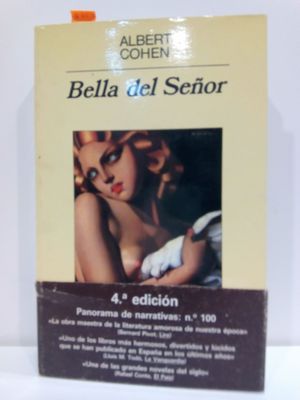 ALBERT
COHEN
Bella del Señor
4.ª edición
Panorama de narrativas: n.º 100
«La obra maestra de la literatura amorosa de nuestra época»
(Bernard Pivot, Lire)
«Uno de los libros más hermosos, divertidos y lúcidos
que se han publicado en España en los últimos años»
(Lluís M. Todó, La Vanguardia)
«Una de las grandes novelas del siglo»
(Rafael Conte, El País)